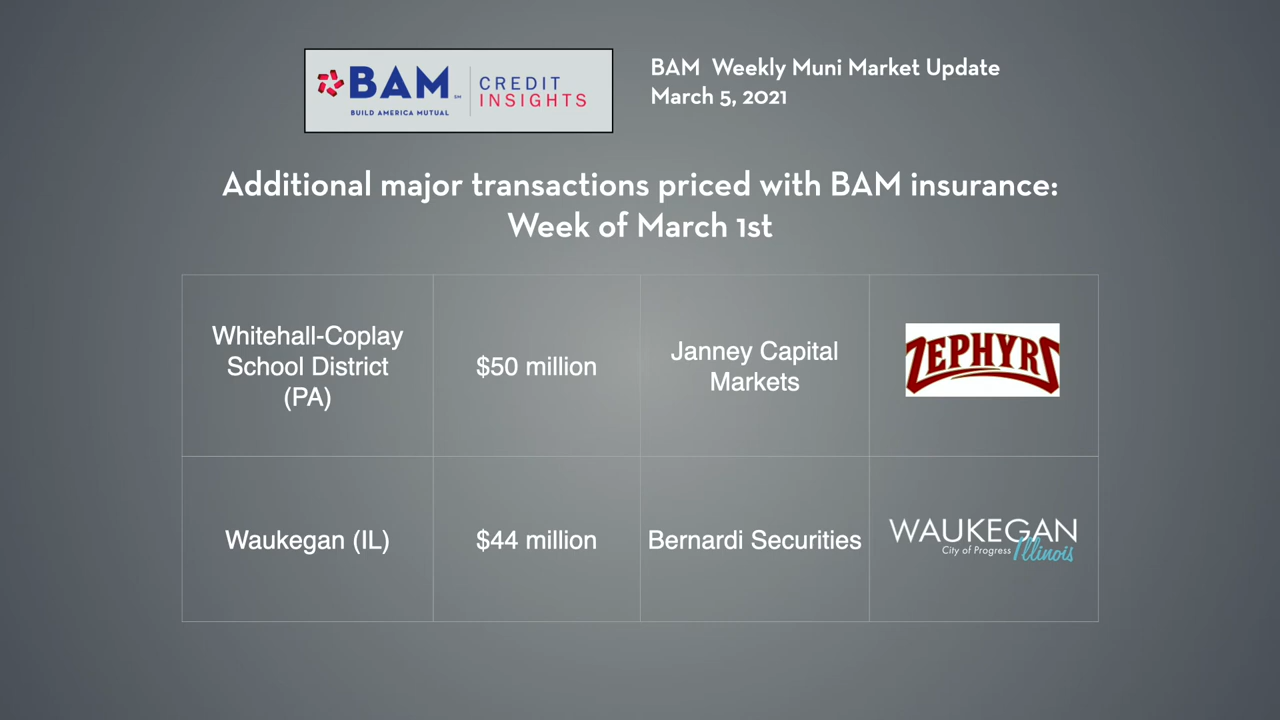 BAM
SM
BUILD AMERICA MUTUAL
CREDIT
INSIGHTS
BAM Weekly Muni Market Update
March 5, 2021
Additional major transactions priced with BAM insurance:
Week of March 1st
Whitehall-Coplay
School District
(PA)
$50 million
Janney Capital
Markets
ZEPHYRS
Waukegan (IL)
$44 million
Bernardi Securities
WAUKEGAN
City of Progress Illinois